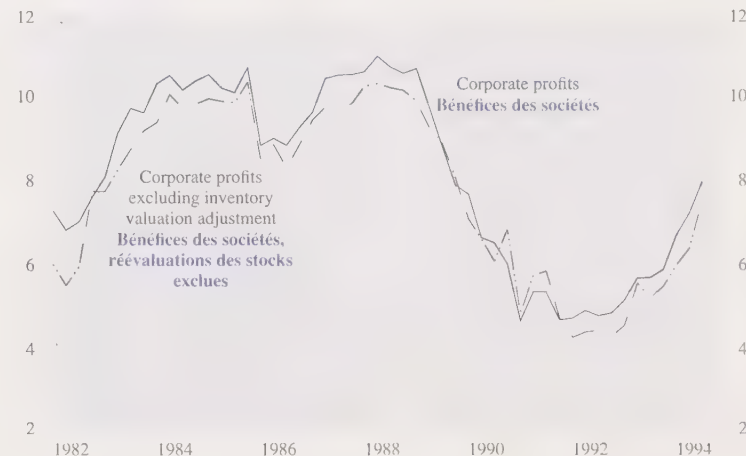 12
12
10
10
8
8
6
6
4
4
2
2
Corporate profits
Bénéfices des sociétés
Corporate profits
excluding inventory
valuation adjustment
Bénéfices des sociétés,
réévaluations des stocks
exclues
1982 1984 1986 1988 1990 1992 1994